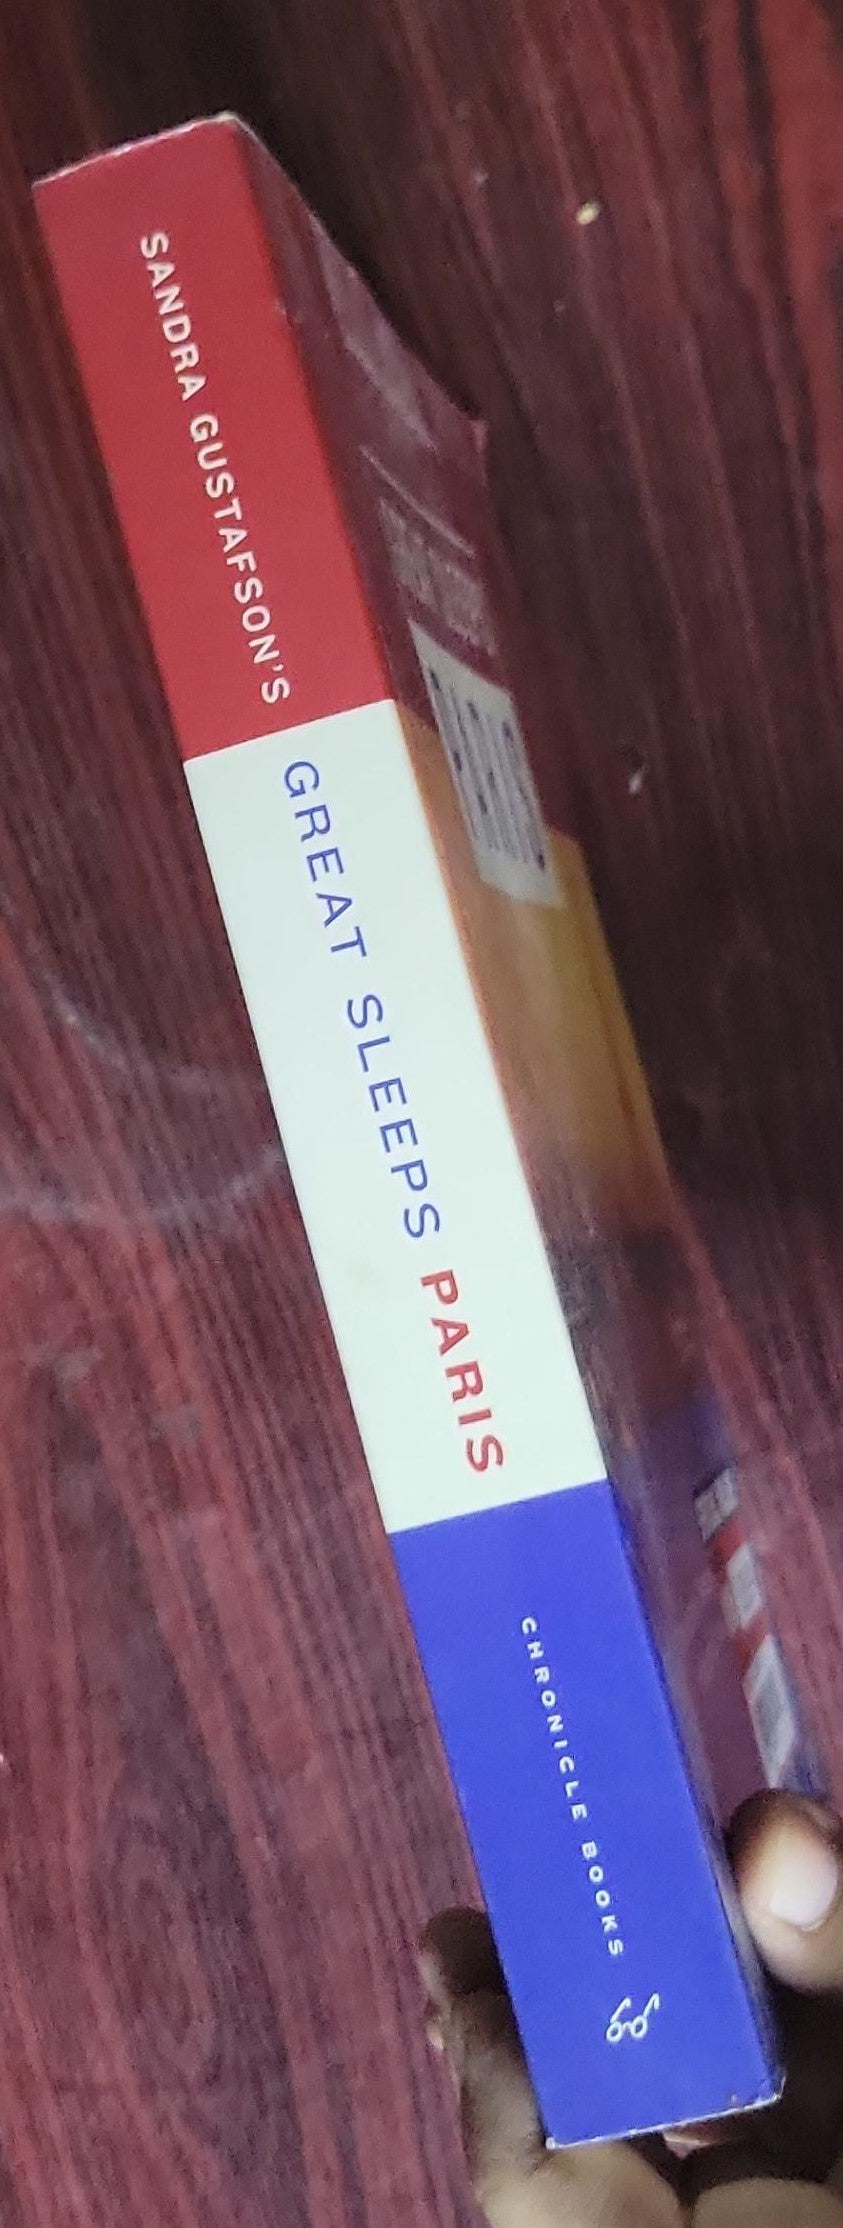 SANDRA GUSTAFSON'S
GREAT SLEEPS PARIS
CHRONICLE BOOKS